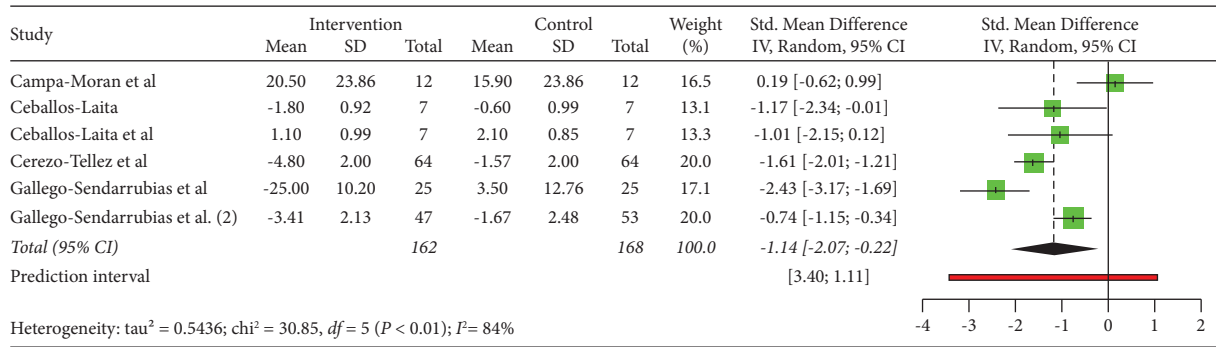 Study Intervention Control Weight (%) Std. Mean Difference IV, Random, 95% CI Std. Mean Difference IV, Random, 95% CI
Mean SD Total Mean SD Total
Campa-Moran et al 20.50 23.86 12 15.90 23.86 12 16.5 0.19 [-0.62; 0.99]
Ceballos-Laita -1.80 0.92 7 -0.60 0.99 7 13.1 -1.17 [-2.34; -0.01]
Ceballos-Laita et al 1.10 0.99 7 2.10 0.85 7 13.3 -1.01 [-2.15; 0.12]
Cerezo-Tellez et al -4.80 2.00 64 -1.57 2.00 64 20.0 -1.61 [-2.01; -1.21]
Gallego-Sendarrubias et al -25.00 10.20 25 3.50 12.76 25 17.1 -2.43 [-3.17; -1.69]
Gallego-Sendarrubias et al. (2) -3.41 2.13 47 -1.67 2.48 53 20.0 -0.74 [-1.15; -0.34]
Total (95% CI) 162 168 100.0 -1.14 [-2.07; -0.22]
Prediction interval [3.40; 1.11]
Heterogeneity: tau² = 0.5436; chi² = 30.85, df = 5 (P < 0.01); I²= 84%
-4 -3 -2 -1 0 1 2